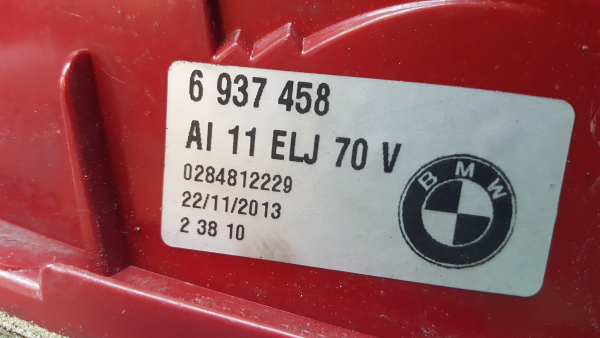 6 937 458
AI 11 ELJ 70 V
0284812229
22/11/2013
2 38 10
BMW